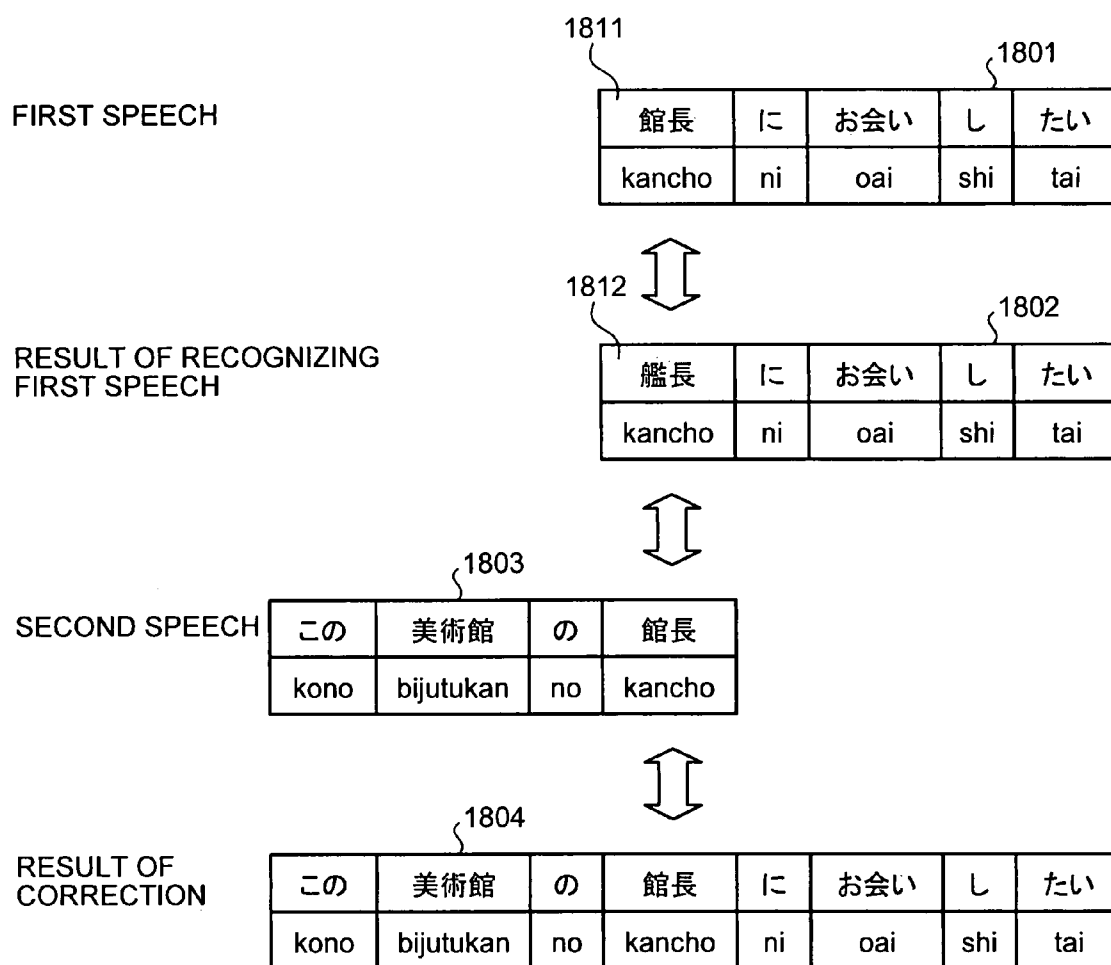 1811
1801
FIRST SPEECH
館長 に お会い し たい
kancho ni oai shi tai
1812
1802
RESULT OF RECOGNIZING
FIRST SPEECH
艦長 に お会い し たい
kancho ni oai shi tai
1803
SECOND SPEECH
この 美術館 の 館長
kono bijutukan no kancho
1804
RESULT OF
CORRECTION
この 美術館 の 館長 に お会い し たい
kono bijutukan no kancho ni oai shi tai